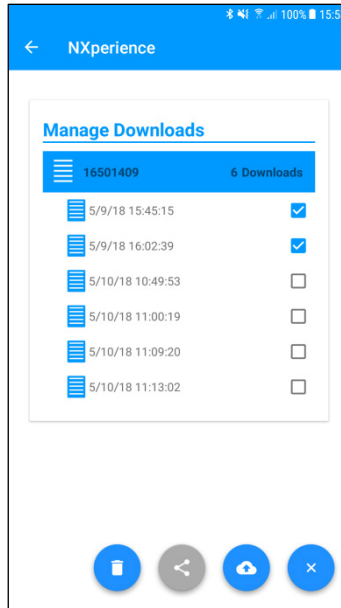 100% 15:5
NXperience
Manage Downloads
16501409 6 Downloads
5/9/18 15:45:15
5/9/18 16:02:39
5/10/18 10:49:53
5/10/18 11:00:19
5/10/18 11:09:20
5/10/18 11:13:02